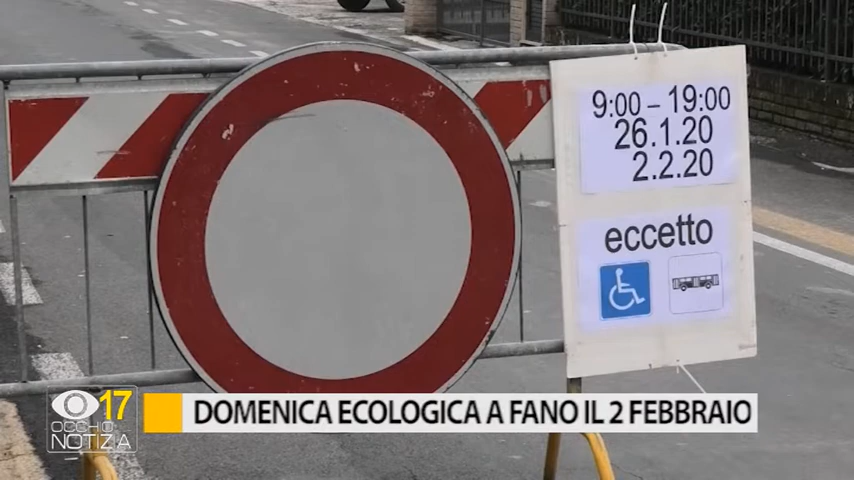 9:00 – 19:00
26.1.20
2.2.20
eccetto
17
OCCHIO
NOTIZIA
DOMENICA ECOLOGICA A FANO IL 2 FEBBRAIO